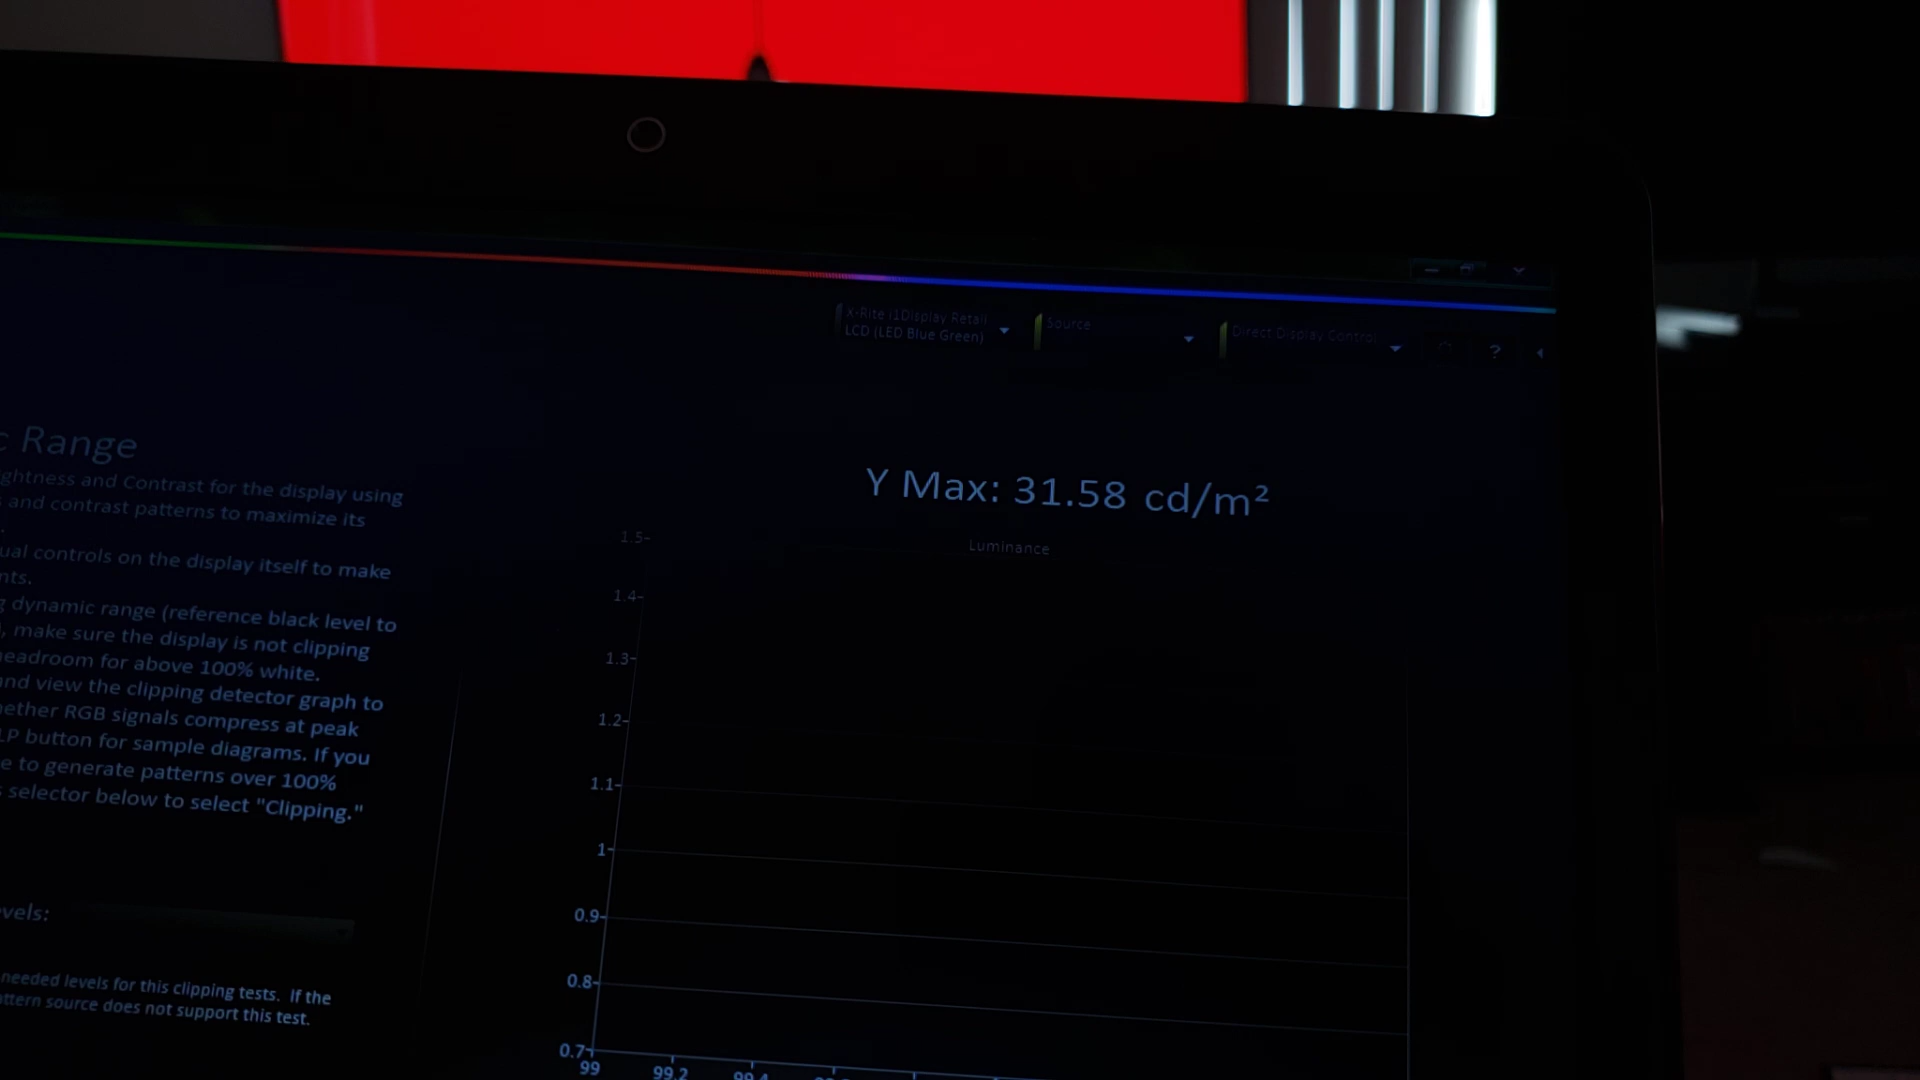 X-Rite i1Display Retail
LCD (LED Blue Green)
Source
Direct Display Control
?
c Range
ghtness and Contrast for the display using
s and contrast patterns to maximize its
.
ual controls on the display itself to make
nts.
g dynamic range (reference black level to
), make sure the display is not clipping
headroom for above 100% white.
and view the clipping detector graph to
hether RGB signals compress at peak
LP button for sample diagrams. If you
e to generate patterns over 100%
s selector below to select "Clipping."
evels:
needed levels for this clipping tests. If the
attern source does not support this test.
Y Max: 31.58 cd/m²
Luminance
1.5
1.4
1.3
1.2
1.1
1
0.9
0.8
0.7
99
99.2
99.4